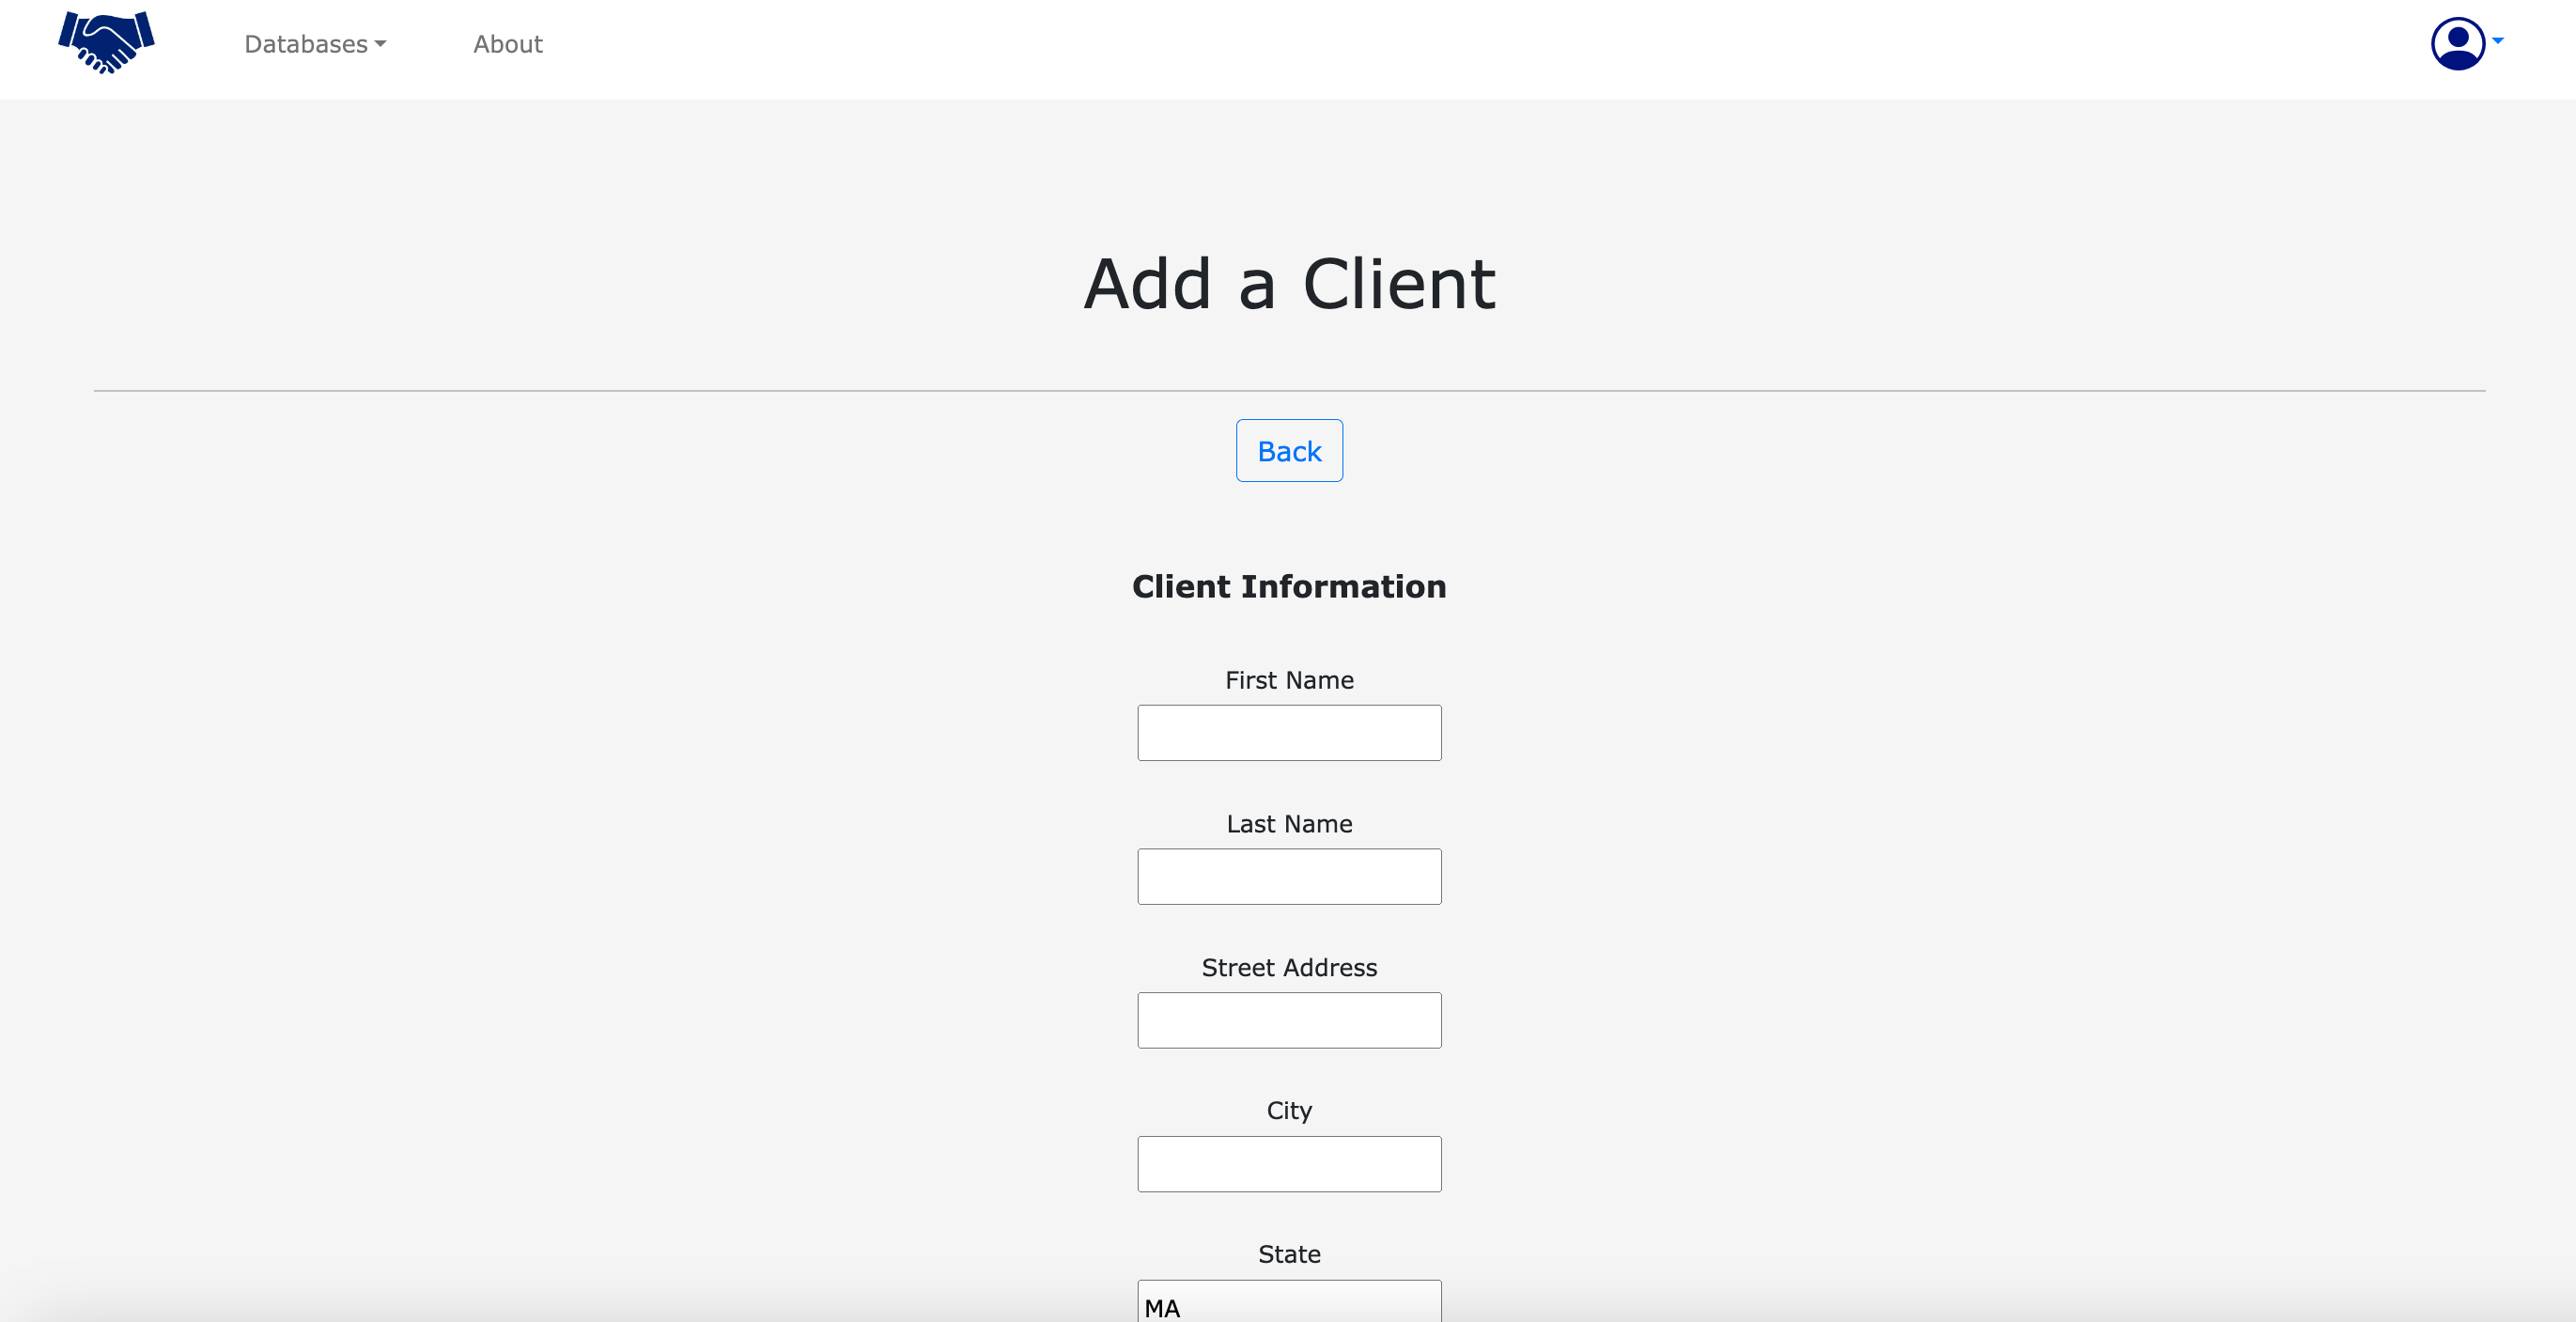 Databases About
Add a Client
Back
Client Information
First Name
Last Name
Street Address
City
State
MA